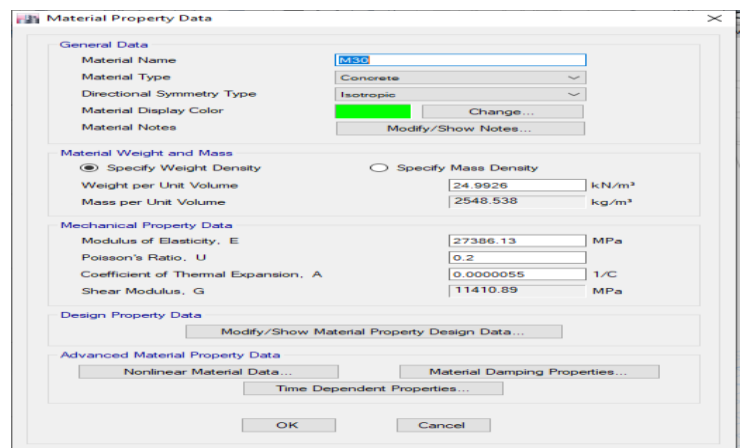 Material Property Data
General Data
Material Name M30
Material Type Concrete
Directional Symmetry Type Isotropic
Material Display Color Change...
Material Notes Modify/Show Notes...
Material Weight and Mass
Specify Weight Density Specify Mass Density
Weight per Unit Volume 24.9926 kN/m³
Mass per Unit Volume 2548.538 kg/m³
Mechanical Property Data
Modulus of Elasticity, E 27386.13 MPa
Poisson's Ratio, U 0.2
Coefficient of Thermal Expansion, A 0.0000055 1/C
Shear Modulus, G 11410.89 MPa
Design Property Data
Modify/Show Material Property Design Data...
Advanced Material Property Data
Nonlinear Material Data... Material Damping Properties...
Time Dependent Properties...
OK Cancel